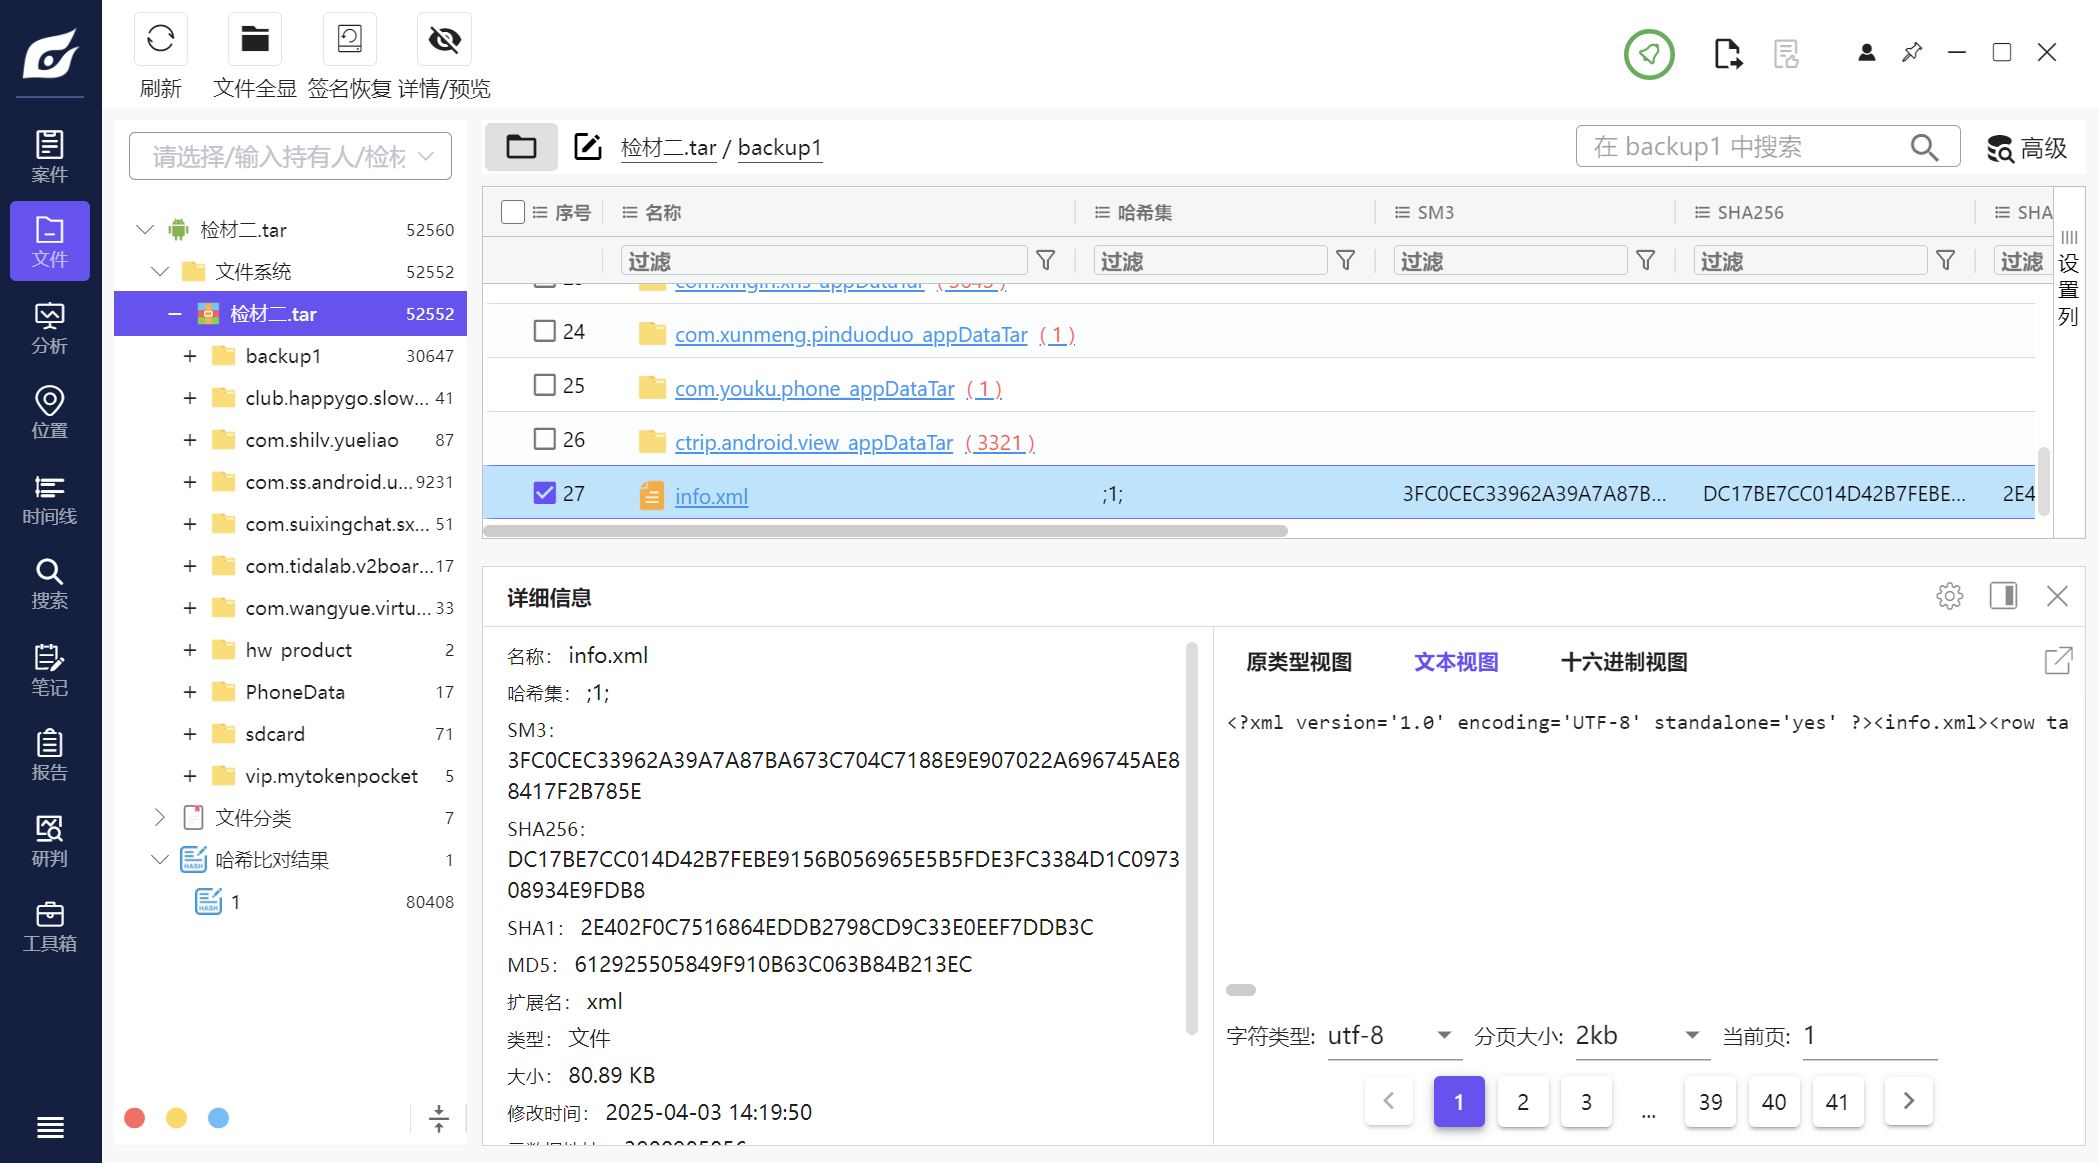 刷新
文件全显
签名恢复
详情/预览
案件
文件
分析
位置
时间线
搜索
笔记
报告
研判
工具箱
请选择/输入持有人/检材
检材二.tar 52560
文件系统 52552
检材二.tar 52552
backup1 30647
club.happygo.slow... 41
com.shilv.yueliao 87
com.ss.android.u... 9231
com.suixingchat.sx... 51
com.tidalab.v2boar... 17
com.wangyue.virtu... 33
hw_product 2
PhoneData 17
sdcard 71
vip.mytokenpocket 5
文件分类 7
哈希比对结果 1
HASH 1 80408
检材二.tar / backup1
在 backup1 中搜索
高级
序号 名称 哈希集 SM3 SHA256 SHA
过滤 过滤 过滤 过滤 过滤
设置列
com.xingin.xhs_appDataTar
24 com.xunmeng.pinduoduo_appDataTar ( 1 )
25 com.youku.phone_appDataTar ( 1 )
26 ctrip.android.view_appDataTar ( 3321 )
27 info.xml ;1; 3FC0CEC33962A39A7A87B... DC17BE7CC014D42B7FEBE... 2E4
详细信息
名称: info.xml
哈希集: ;1;
SM3:
3FC0CEC33962A39A7A87BA673C704C7188E9E907022A696745AE8
8417F2B785E
SHA256:
DC17BE7CC014D42B7FEBE9156B056965E5B5FDE3FC3384D1C0973
08934E9FDB8
SHA1: 2E402F0C7516864EDDB2798CD9C33E0EEF7DDB3C
MD5: 612925505849F910B63C063B84B213EC
扩展名: xml
类型: 文件
大小: 80.89 KB
修改时间: 2025-04-03 14:19:50
原类型视图 文本视图 十六进制视图
<?xml version='1.0' encoding='UTF-8' standalone='yes' ?><info.xml><row ta
字符类型: utf-8 分页大小: 2kb 当前页: 1
1 2 3 ... 39 40 41